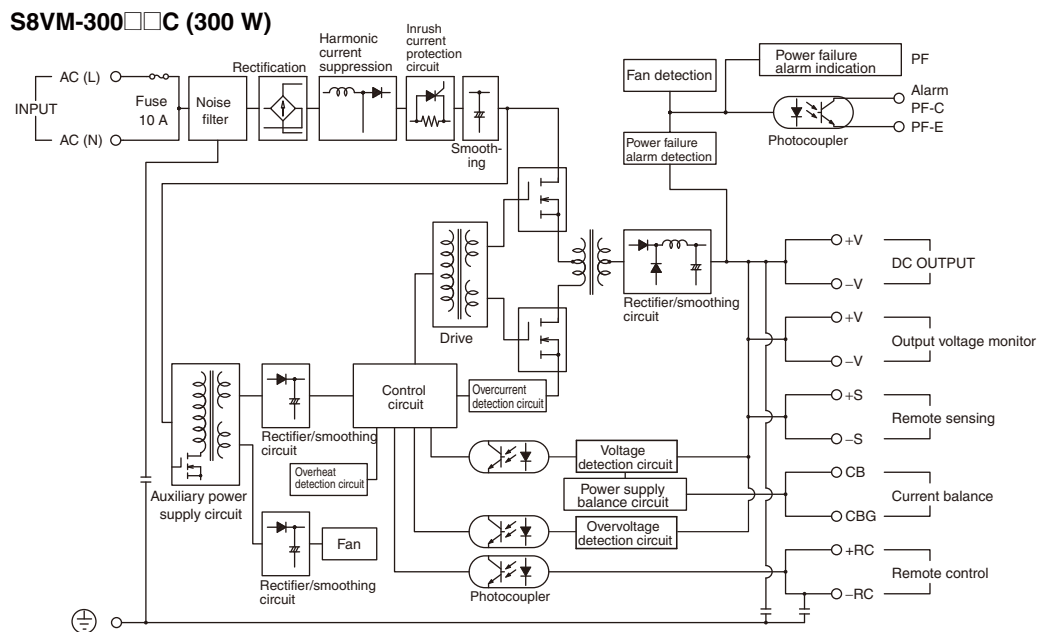 S8VM-300□□C (300 W)
INPUT
AC (L)
AC (N)
Fuse
10 A
Noise
filter
Rectification
Harmonic
current
suppression
Inrush
current
protection
circuit
Smooth-
ing
Fan detection
Power failure
alarm indication
PF
Alarm
PF-C
PF-E
Photocoupler
Power failure
alarm detection
Drive
Rectifier/smoothing
circuit
+V
DC OUTPUT
−V
+V
Output voltage monitor
−V
+S
Remote sensing
−S
CB
Current balance
CBG
+RC
Remote control
−RC
Control
circuit
Overcurrent
detection circuit
Rectifier/smoothing
circuit
Overheat
detection circuit
Auxiliary power
supply circuit
Voltage
detection circuit
Power supply
balance circuit
Overvoltage
detection circuit
Fan
Rectifier/smoothing
circuit
Photocoupler